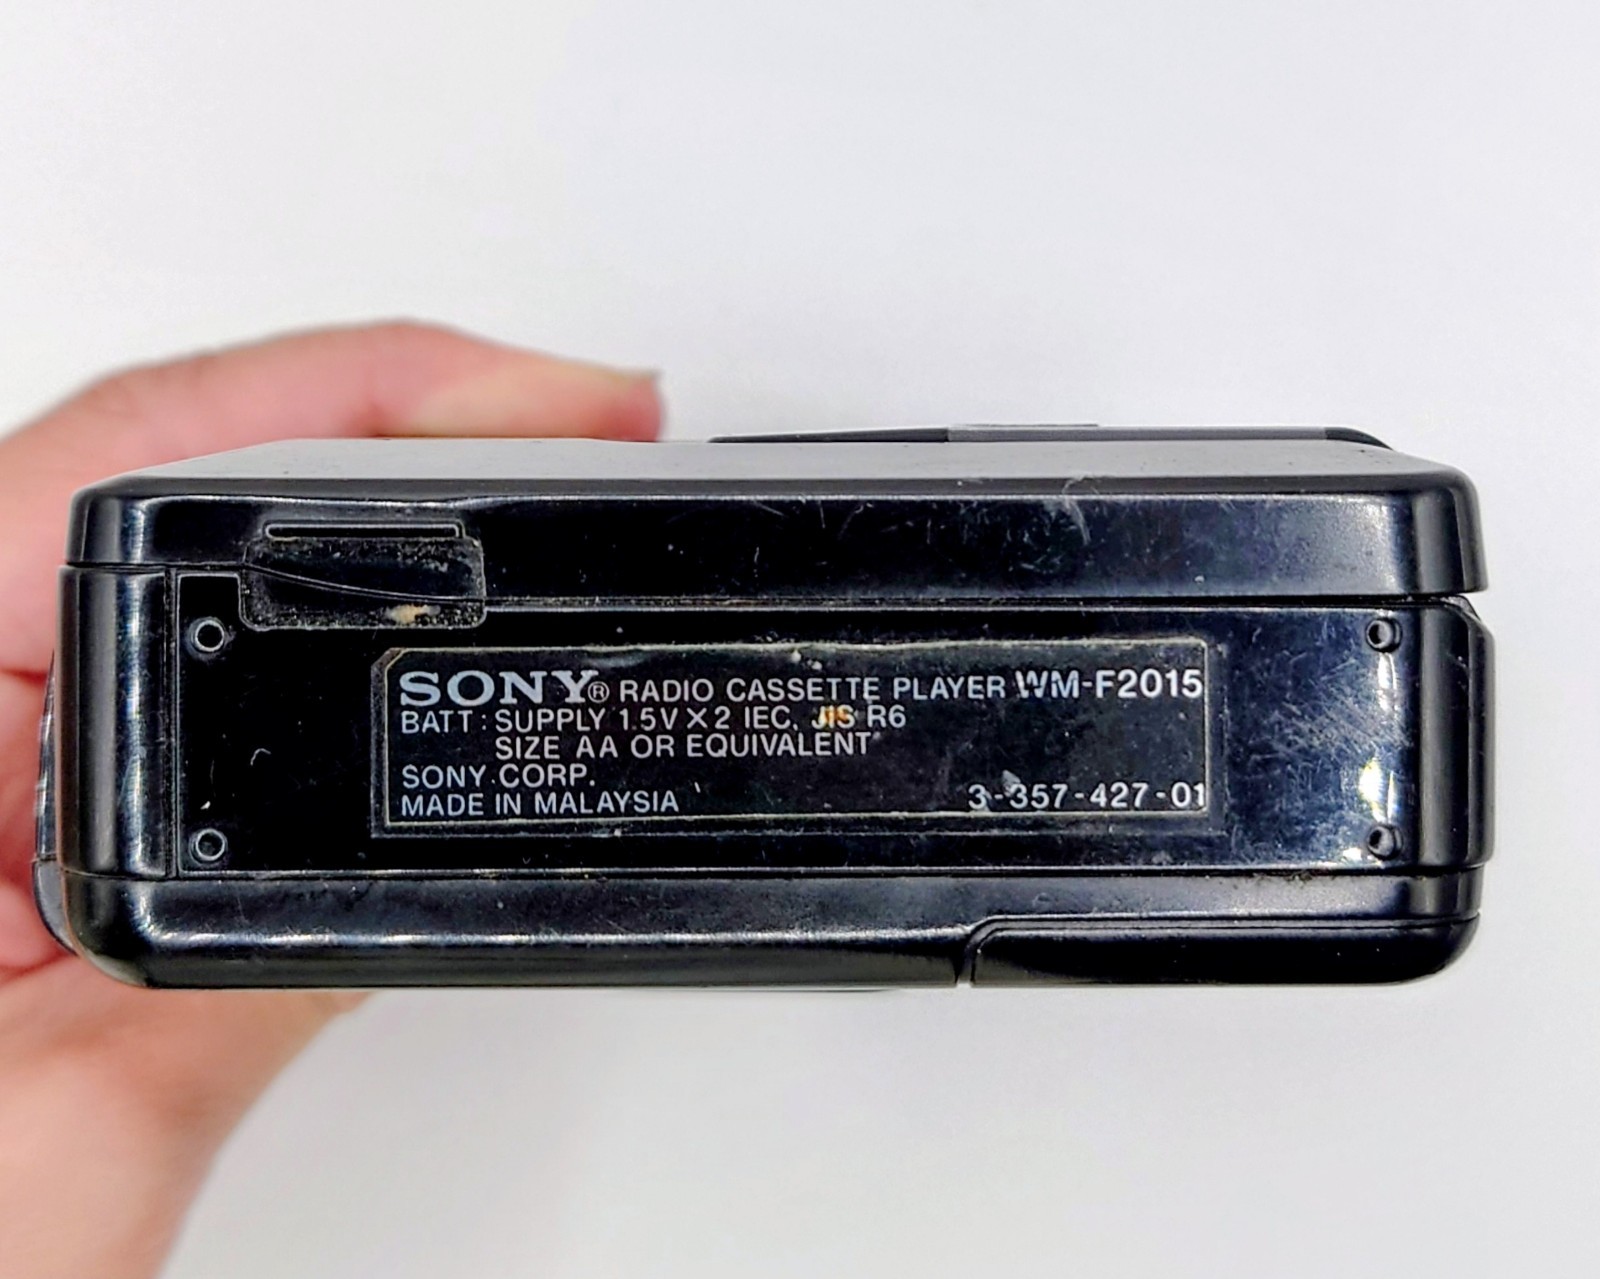 SONY® RADIO CASSETTE PLAYER WM-F2015
BATT: SUPPLY 1.5V×2 IEC, JIS R6
SIZE AA OR EQUIVALENT
SONY CORP.
MADE IN MALAYSIA 3-357-427-01